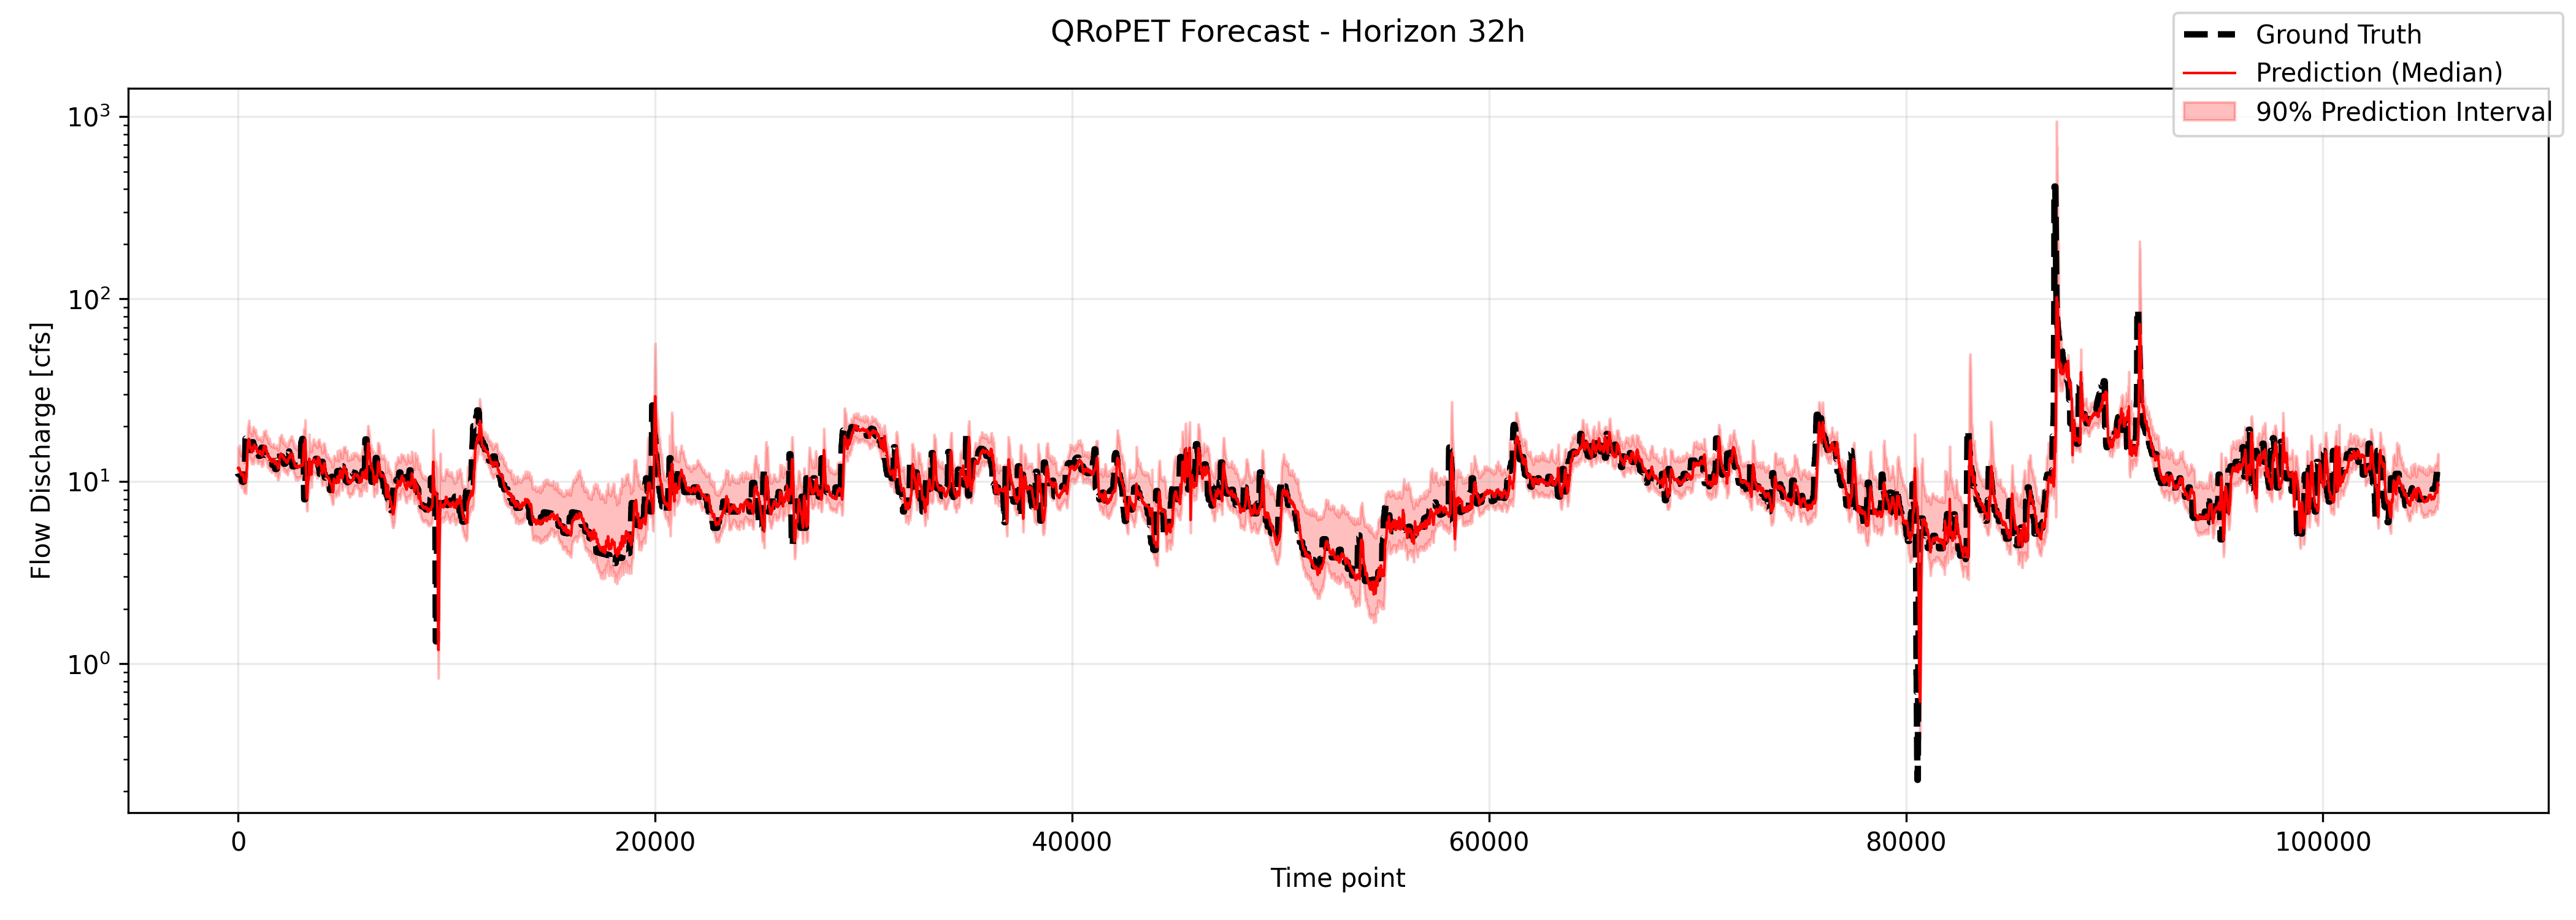 QRoPET Forecast - Horizon 32h
Ground Truth
Prediction (Median)
90% Prediction Interval
Flow Discharge [cfs]
10³
10²
10¹
10⁰
0
20000
40000
60000
80000
100000
Time point